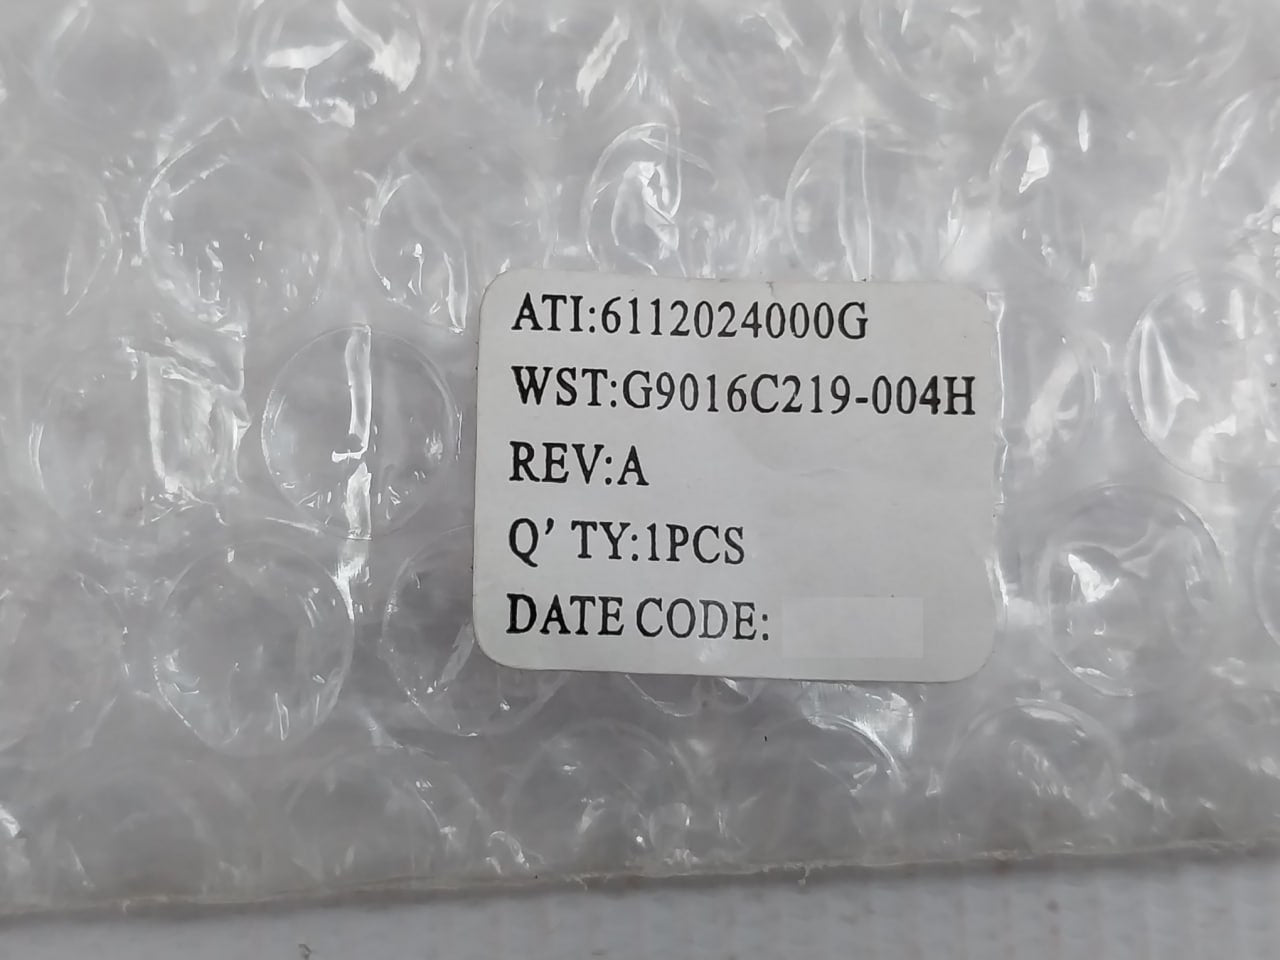 ATI:6112024000G
WST:G9016C219-004H
REV:A
Q' TY:1PCS
DATE CODE: